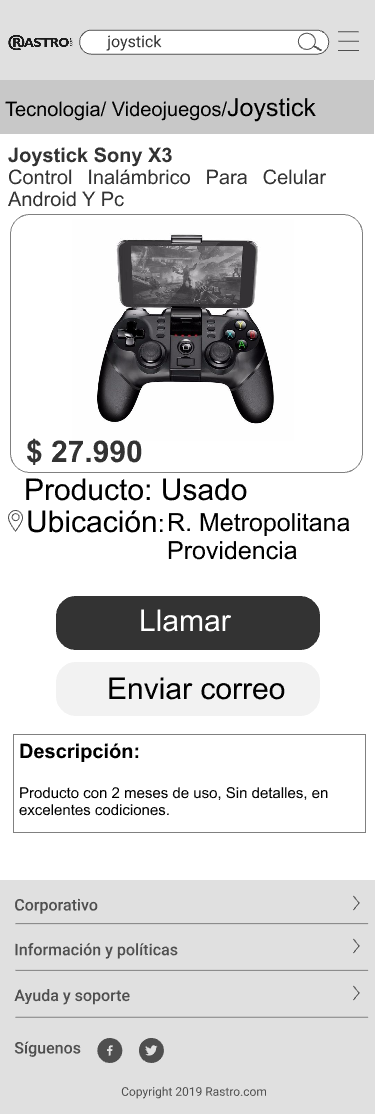 RASTRO
joystick
Tecnologia/ Videojuegos/Joystick
Joystick Sony X3
Control Inalámbrico Para Celular
Android Y Pc
$ 27.990
Producto: Usado
Ubicación: R. Metropolitana
Providencia
Llamar
Enviar correo
Descripción:
Producto con 2 meses de uso, Sin detalles, en
excelentes codiciones.
Corporativo
Información y políticas
Ayuda y soporte
Síguenos
Copyright 2019 Rastro.com